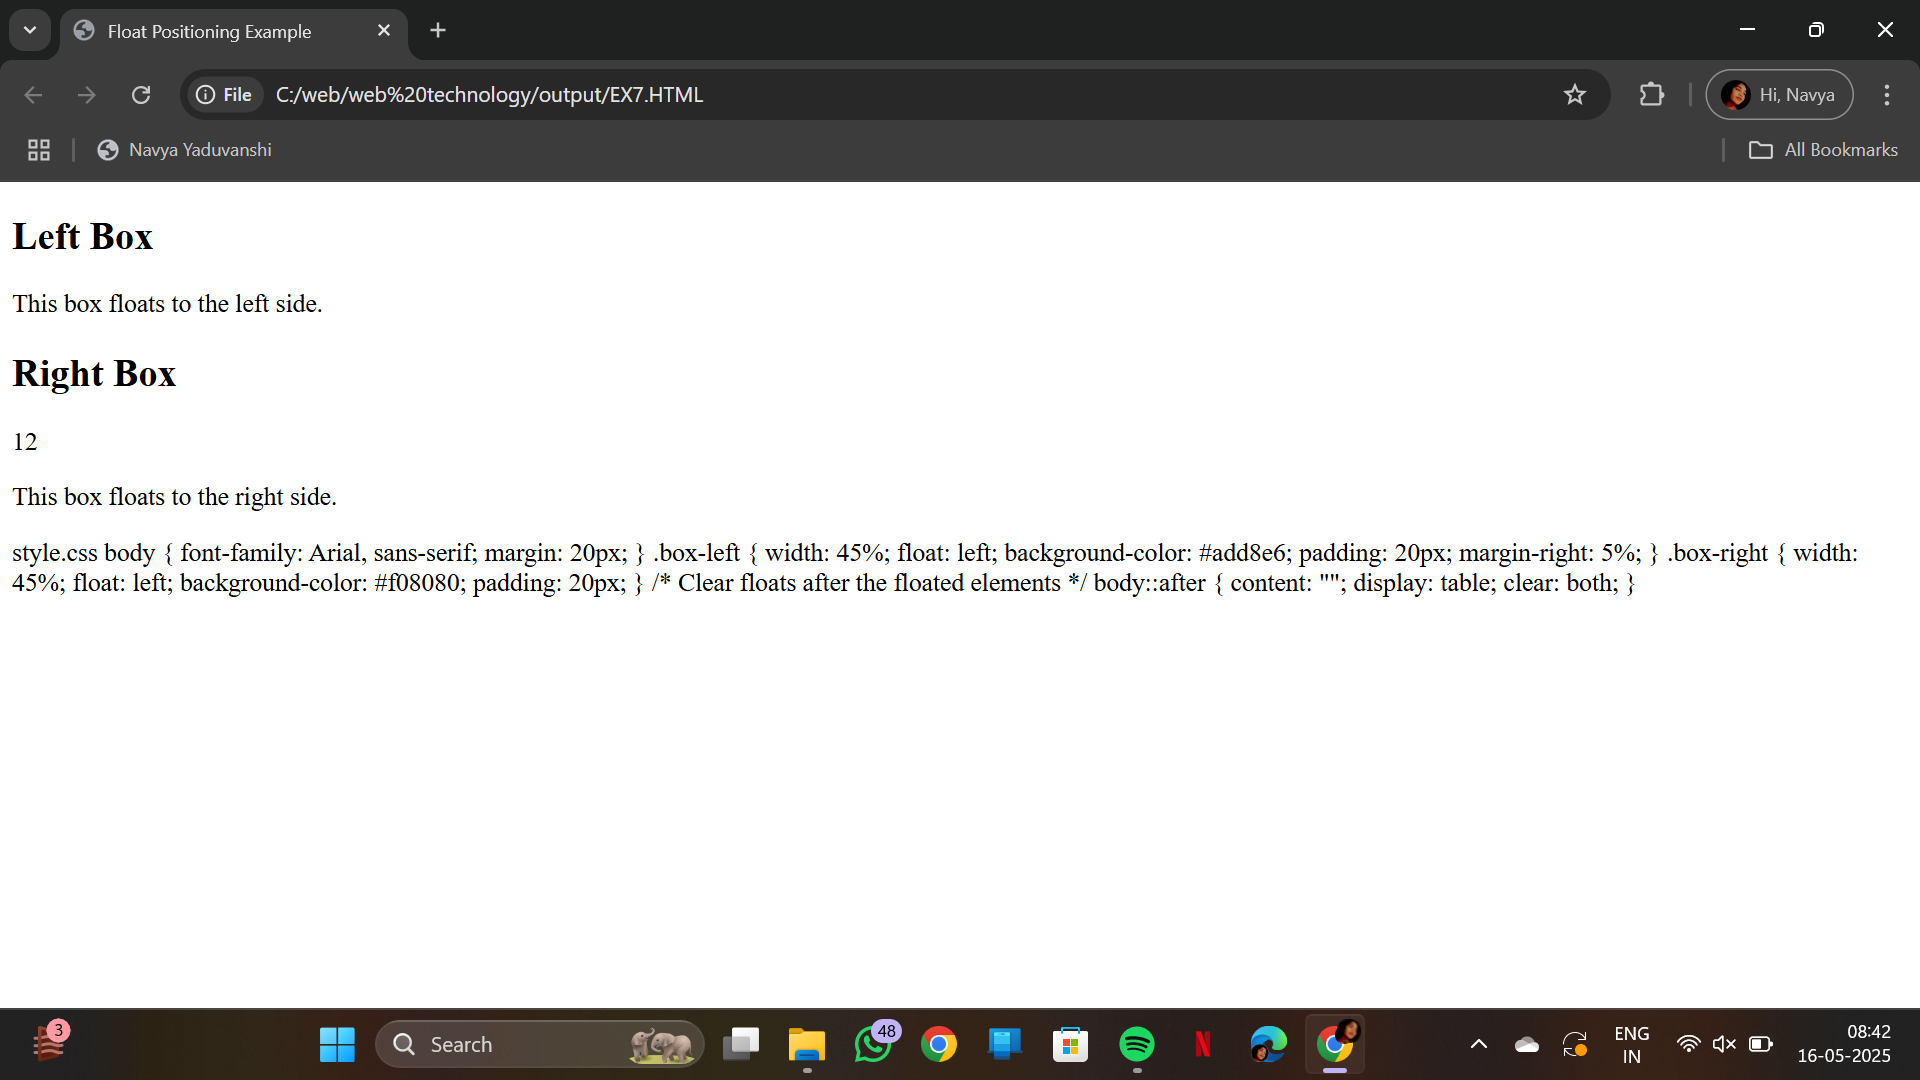 Float Positioning Example
File C:/web/web%20technology/output/EX7.HTML
Hi, Navya
Navya Yaduvanshi
All Bookmarks
Left Box
This box floats to the left side.
Right Box
12
This box floats to the right side.
style.css body { font-family: Arial, sans-serif; margin: 20px; } .box-left { width: 45%; float: left; background-color: #add8e6; padding: 20px; margin-right: 5%; } .box-right { width:
45%; float: left; background-color: #f08080; padding: 20px; } /* Clear floats after the floated elements */ body::after { content: ""; display: table; clear: both; }
3
Search
48
N
ENG
IN
08:42
16-05-2025